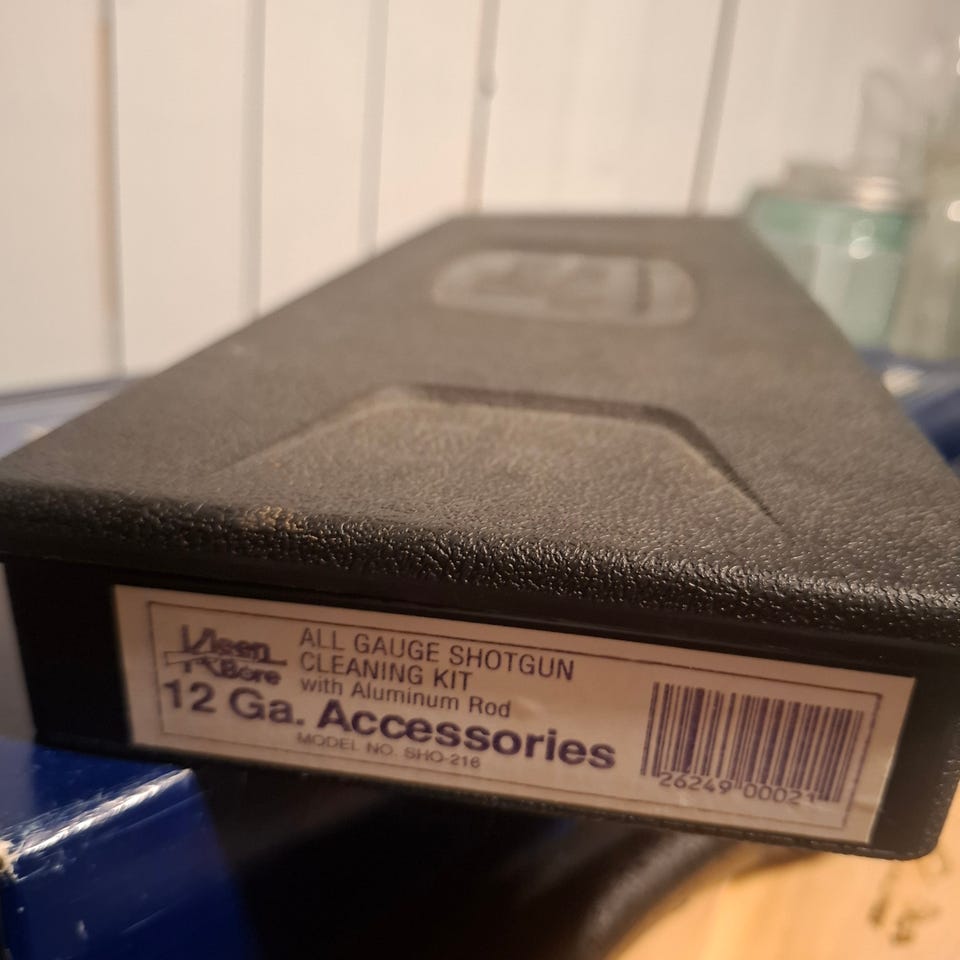 Kleen
Bore
ALL GAUGE SHOTGUN
CLEANING KIT
with Aluminum Rod
12 Ga. Accessories
MODEL NO. SHO-216
26249 00021